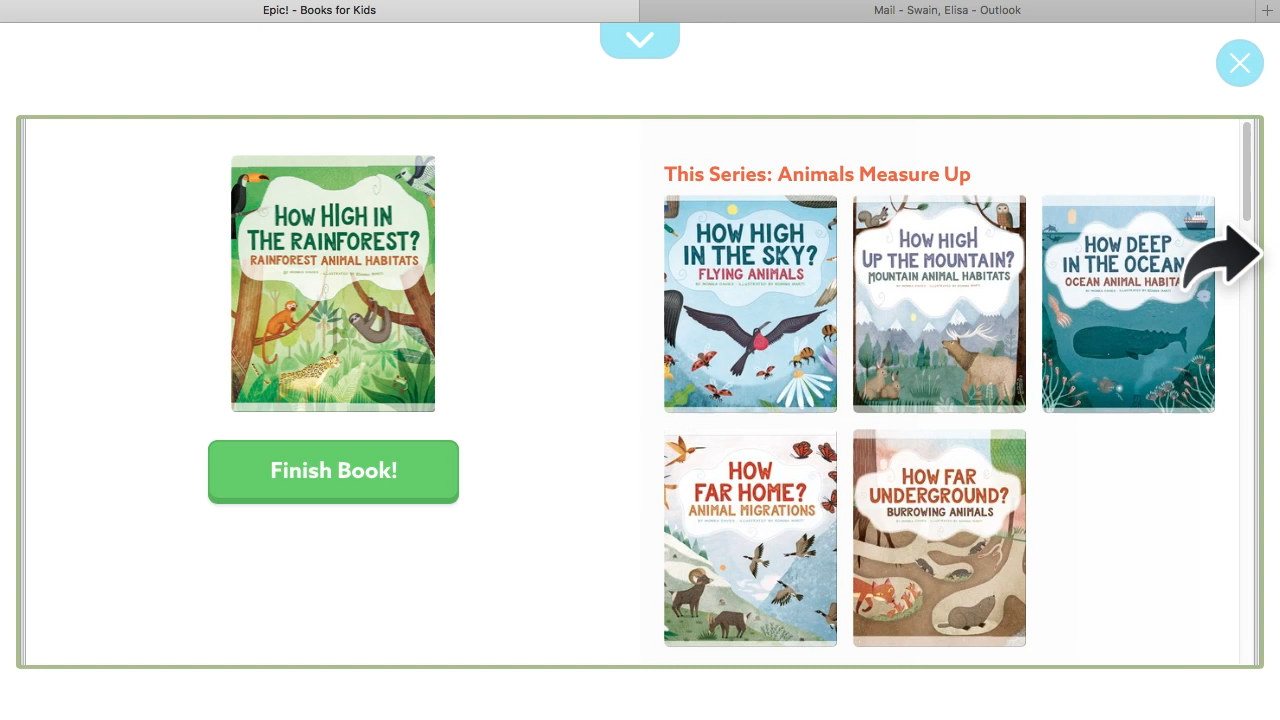 Epic! - Books for Kids
Mail - Swain, Elisa - Outlook
HOW HIGH IN
THE RAINFOREST?
RAINFOREST ANIMAL HABITATS
Finish Book!
This Series: Animals Measure Up
HOW HIGH
IN THE SKY?
FLYING ANIMALS
HOW HIGH
UP THE MOUNTAIN?
MOUNTAIN ANIMAL HABITATS
HOW DEEP
IN THE OCEAN
OCEAN ANIMAL HABITA
HOW
FAR HOME?
ANIMAL MIGRATIONS
HOW FAR
UNDERGROUND?
BURROWING ANIMALS